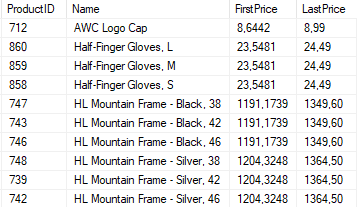 ProductID Name FirstPrice LastPrice
712 AWC Logo Cap 8,6442 8,99
860 Half-Finger Gloves, L 23,5481 24,49
859 Half-Finger Gloves, M 23,5481 24,49
858 Half-Finger Gloves, S 23,5481 24,49
747 HL Mountain Frame - Black, 38 1191,1739 1349,60
743 HL Mountain Frame - Black, 42 1191,1739 1349,60
746 HL Mountain Frame - Black, 46 1191,1739 1349,60
748 HL Mountain Frame - Silver, 38 1204,3248 1364,50
739 HL Mountain Frame - Silver, 42 1204,3248 1364,50
742 HL Mountain Frame - Silver, 46 1204,3248 1364,50